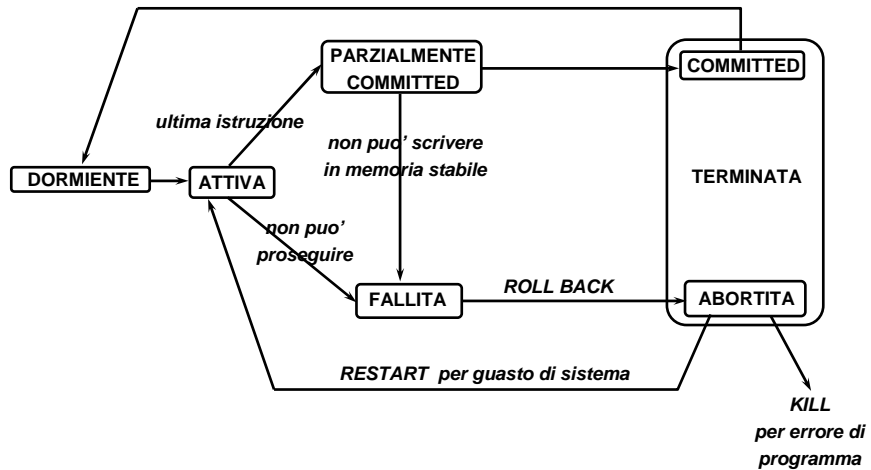 PARZIALMENTE
COMMITTED
COMMITTED
ultima istruzione
non puo' scrivere
in memoria stabile
DORMIENTE
ATTIVA
TERMINATA
non puo'
proseguire
FALLITA
ROLL BACK
ABORTITA
RESTART per guasto di sistema
KILL
per errore di
programma